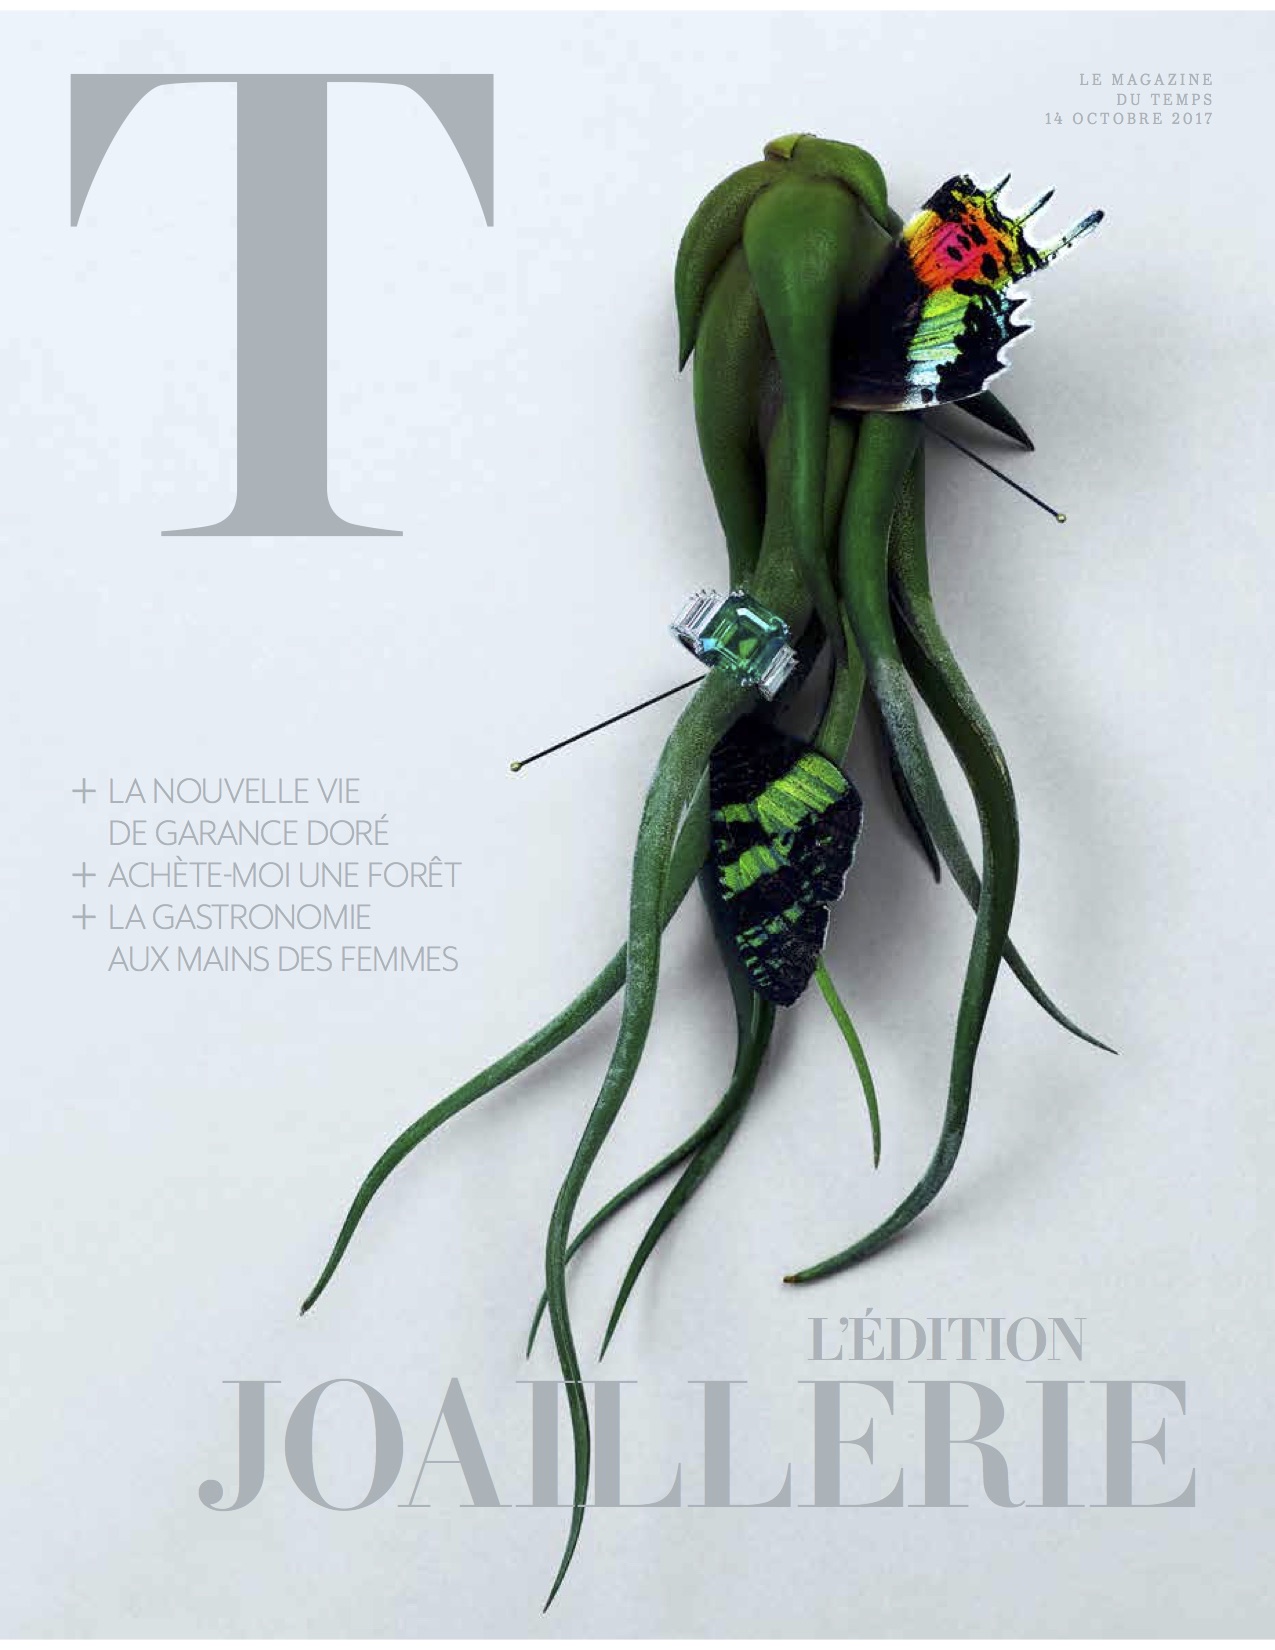 T
LE MAGAZINE
DU TEMPS
14 OCTOBRE 2017
+ LA NOUVELLE VIE
DE GARANCE DORÉ
+ ACHÈTE-MOI UNE FORÊT
+ LA GASTRONOMIE
AUX MAINS DES FEMMES
L'ÉDITION
JOAILLERIE